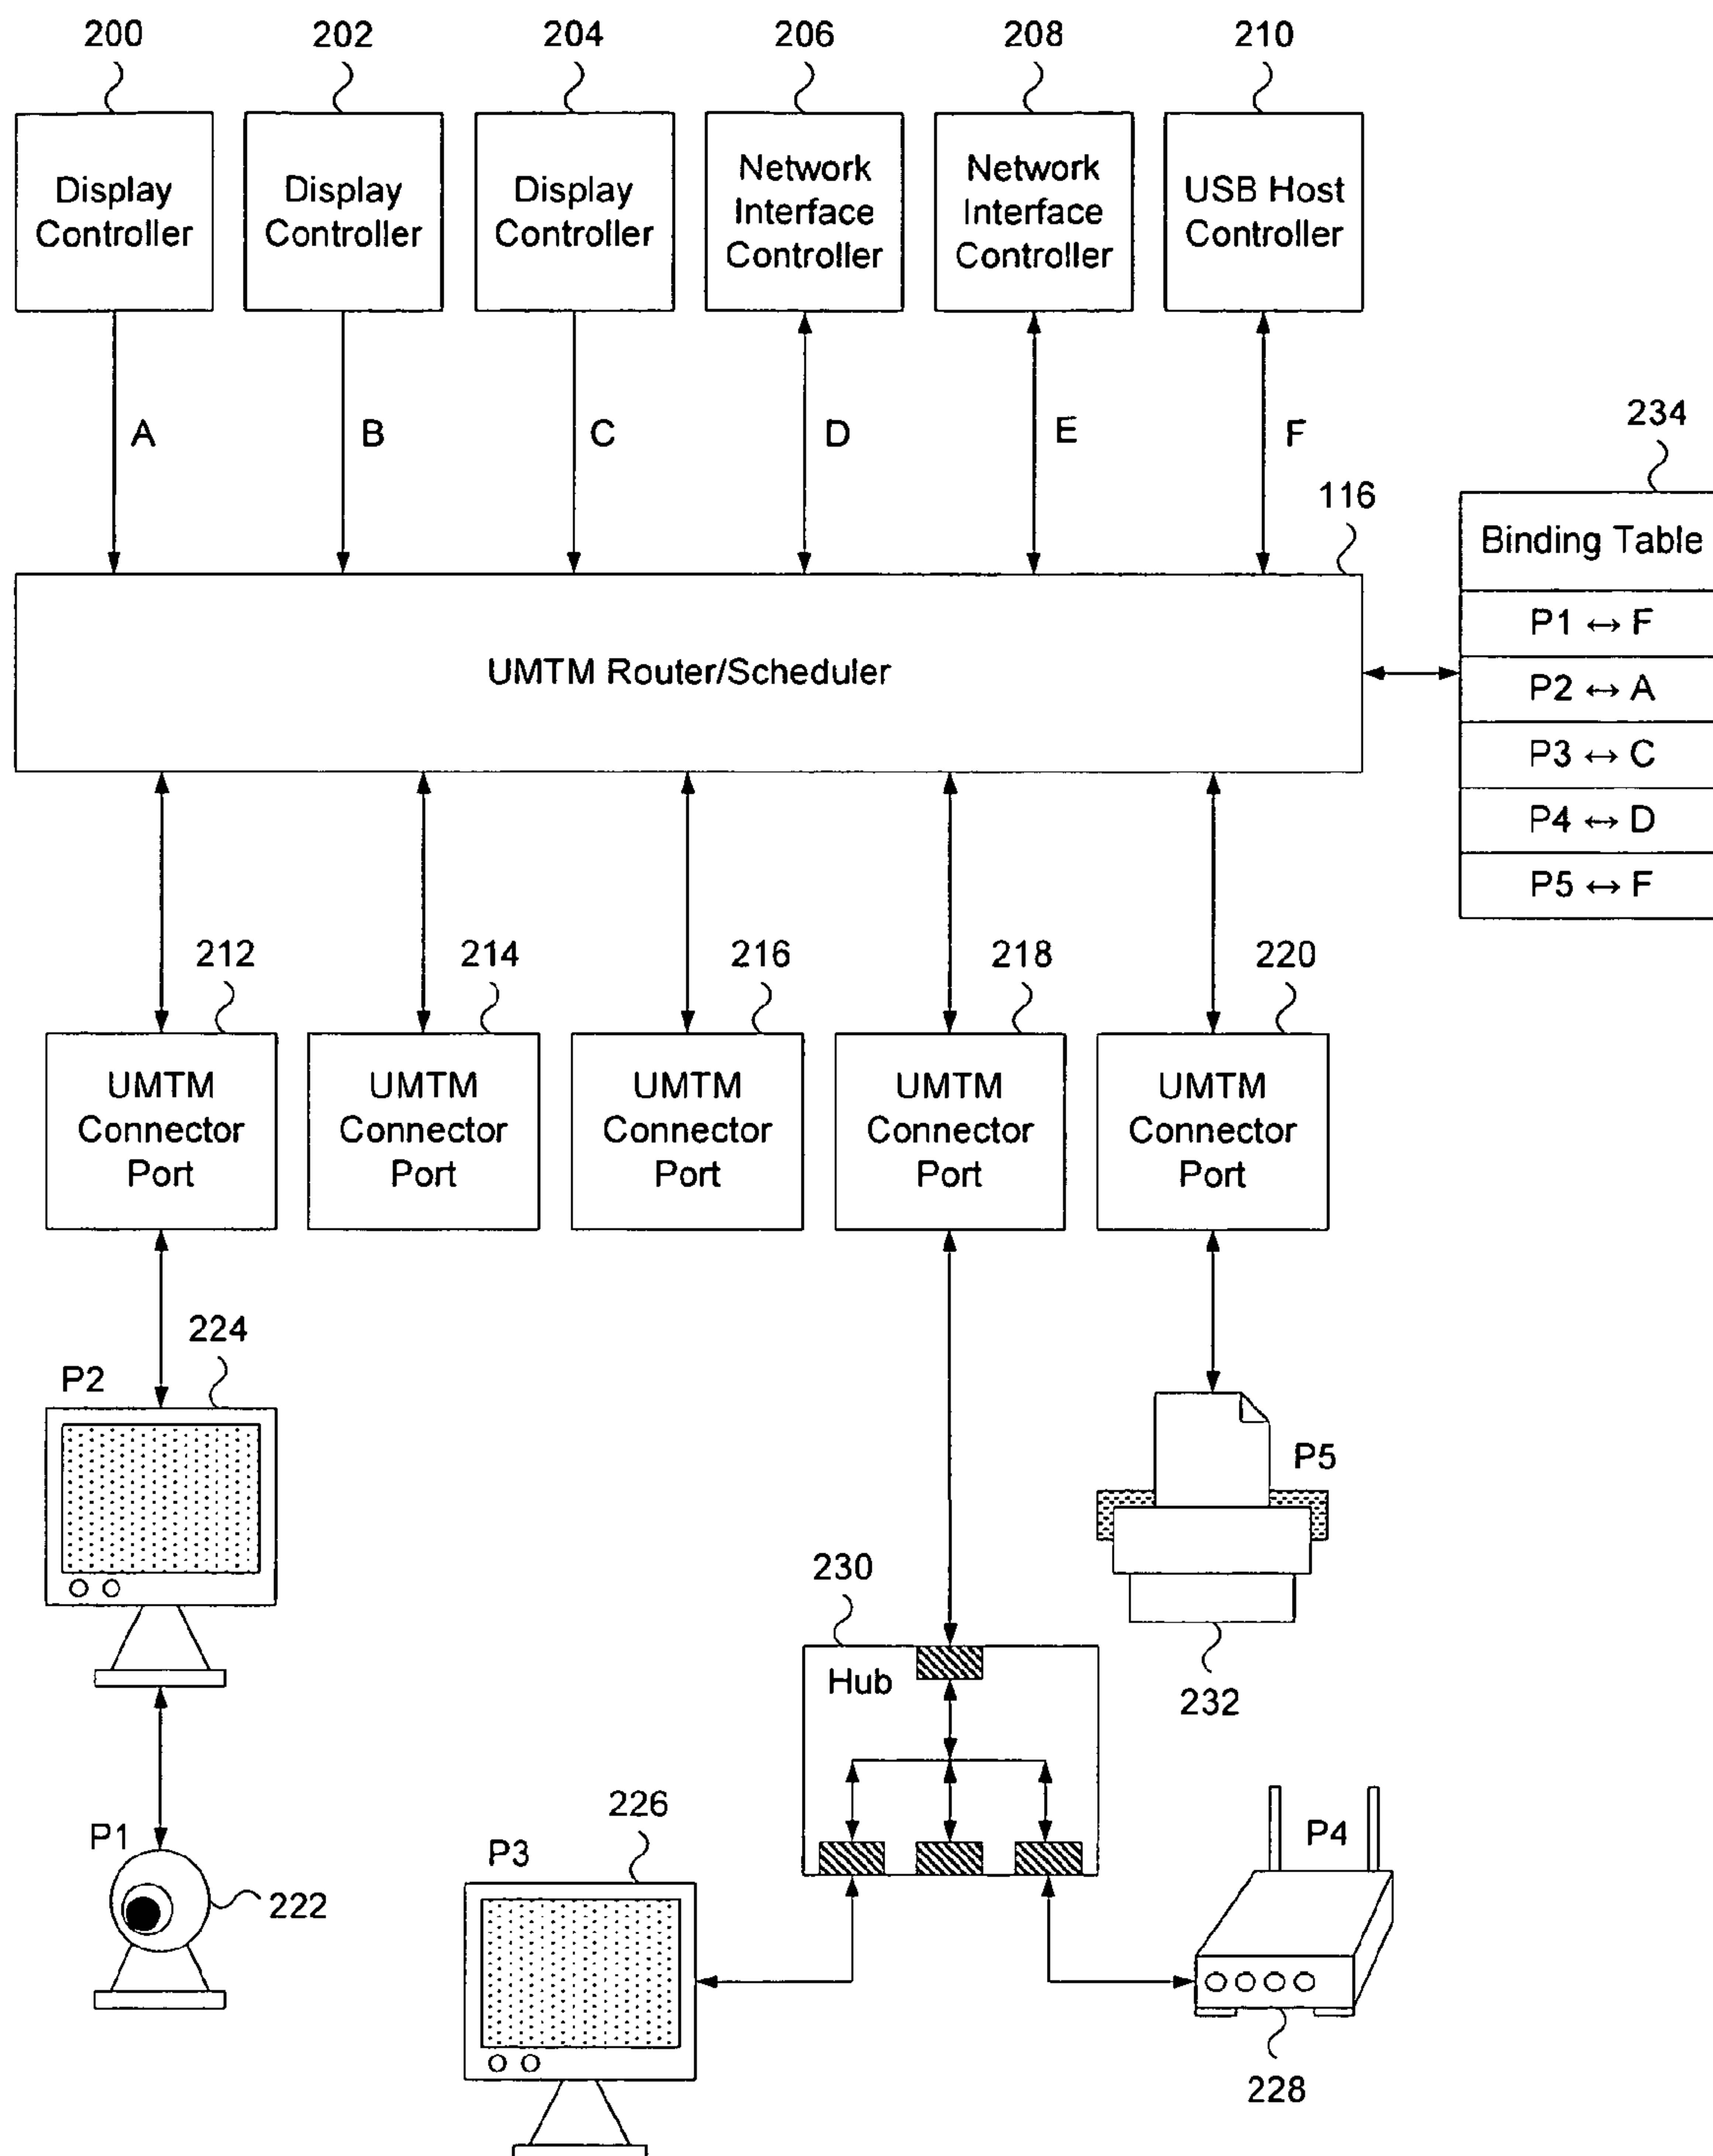 200
202
204
206
208
210
Display
Controller
Display
Controller
Display
Controller
Network
Interface
Controller
Network
Interface
Controller
USB Host
Controller
A
B
C
D
E
F
234
116
Binding Table
P1 ↔ F
P2 ↔ A
P3 ↔ C
P4 ↔ D
P5 ↔ F
UMTM Router/Scheduler
212
214
216
218
220
UMTM
Connector
Port
UMTM
Connector
Port
UMTM
Connector
Port
UMTM
Connector
Port
UMTM
Connector
Port
224
P2
P5
230
Hub
232
226
P1
P3
P4
222
228